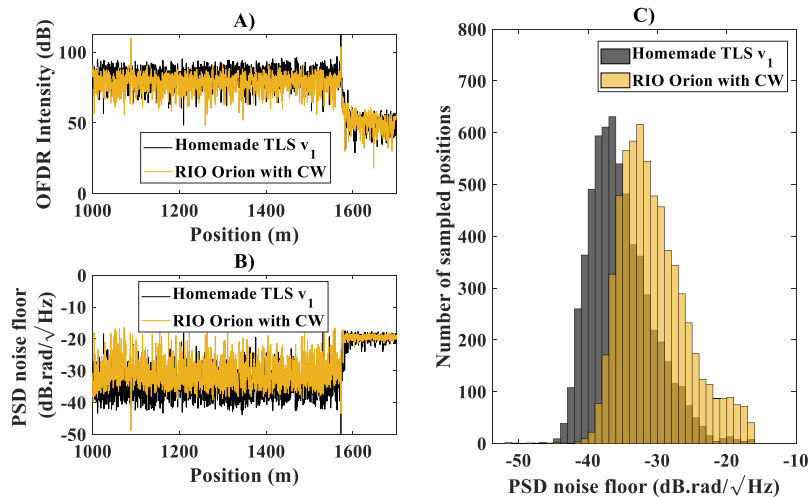 A)
100
50
0
OFDR Intensity (dB)
Homemade TLS v1
RIO Orion with CW
1000 1200 1400 1600
Position (m)
B)
0
-10
-20
-30
-40
-50
PSD noise floor
(dB.rad/√Hz)
Homemade TLS v1
RIO Orion with CW
1000 1200 1400 1600
Position (m)
C)
800
700
600
500
400
300
200
100
0
Number of sampled positions
Homemade TLS v1
RIO Orion with CW
-50 -40 -30 -20 -10
PSD noise floor (dB.rad/√Hz)